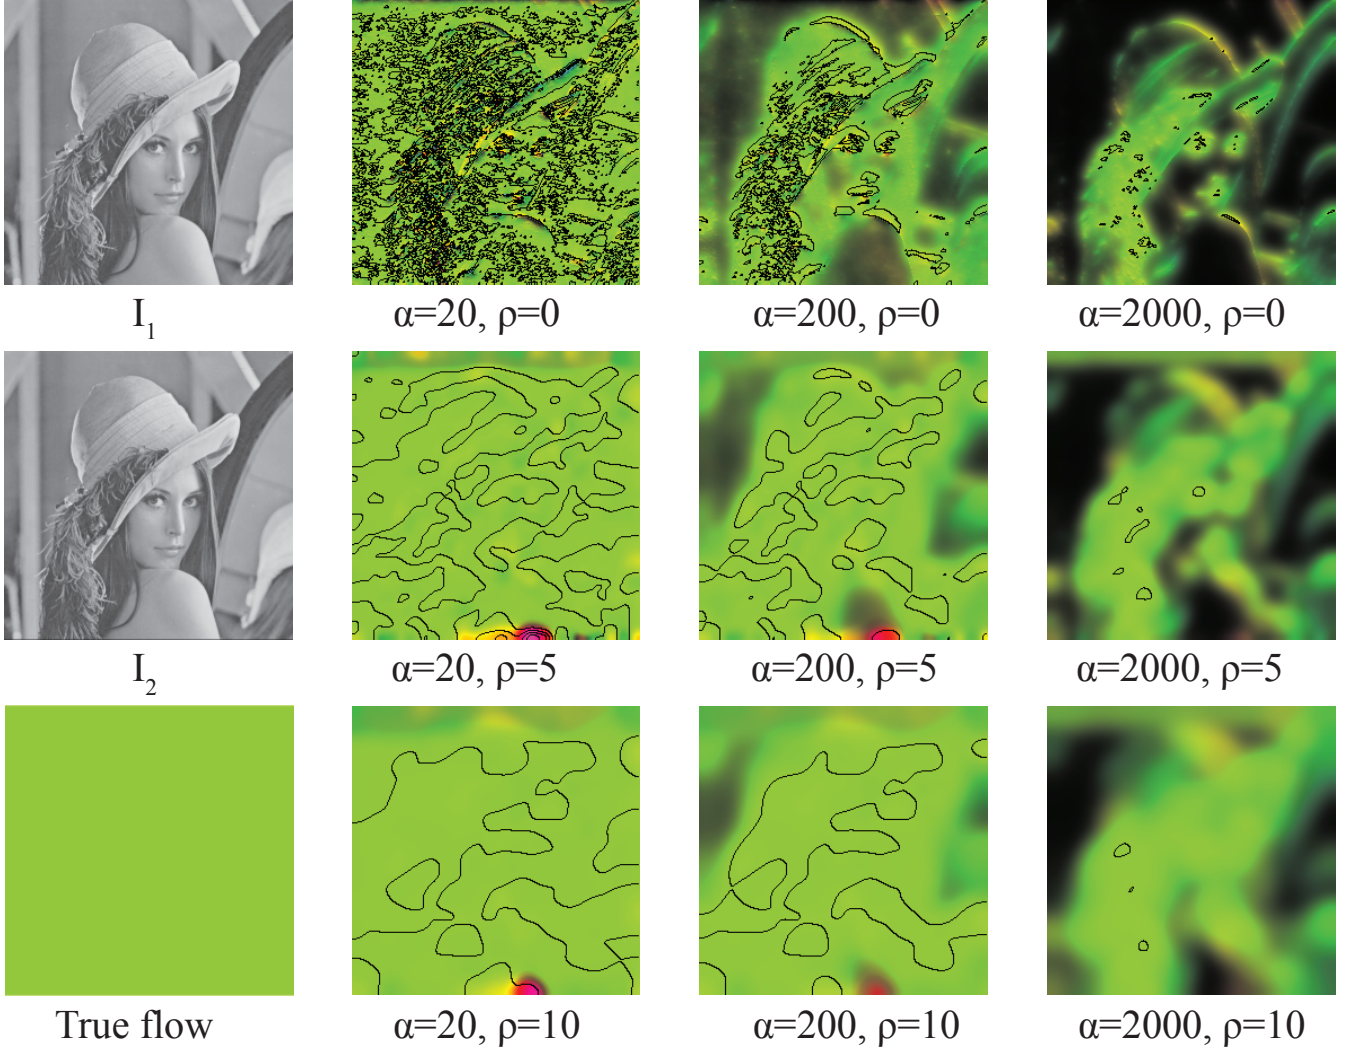 I₁
α=20, ρ=0
α=200, ρ=0
α=2000, ρ=0
I₂
α=20, ρ=5
α=200, ρ=5
α=2000, ρ=5
True flow
α=20, ρ=10
α=200, ρ=10
α=2000, ρ=10